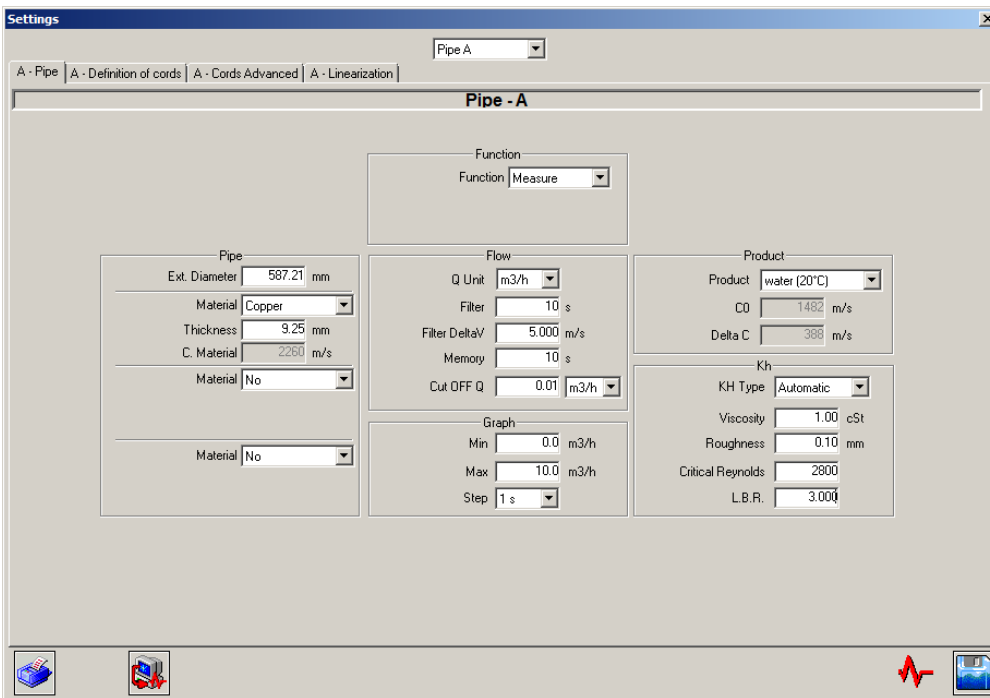 Settings
Pipe A
A - Pipe A - Definition of cords A - Cords Advanced A - Linearization
Pipe - A
Function
Function Measure
Pipe
Ext. Diameter 587.21 mm
Material Copper
Thickness 9.25 mm
C. Material 2260 m/s
Material No
Material No
Flow
Q Unit m3/h
Filter 10 s
Filter DeltaV 5.000 m/s
Memory 10 s
Cut OFF Q 0.01 m3/h
Graph
Min 0.0 m3/h
Max 10.0 m3/h
Step 1 s
Product
Product water (20°C)
C0 1482 m/s
Delta C 388 m/s
Kh
KH Type Automatic
Viscosity 1.00 cSt
Roughness 0.10 mm
Critical Reynolds 2800
L.B.R. 3.000